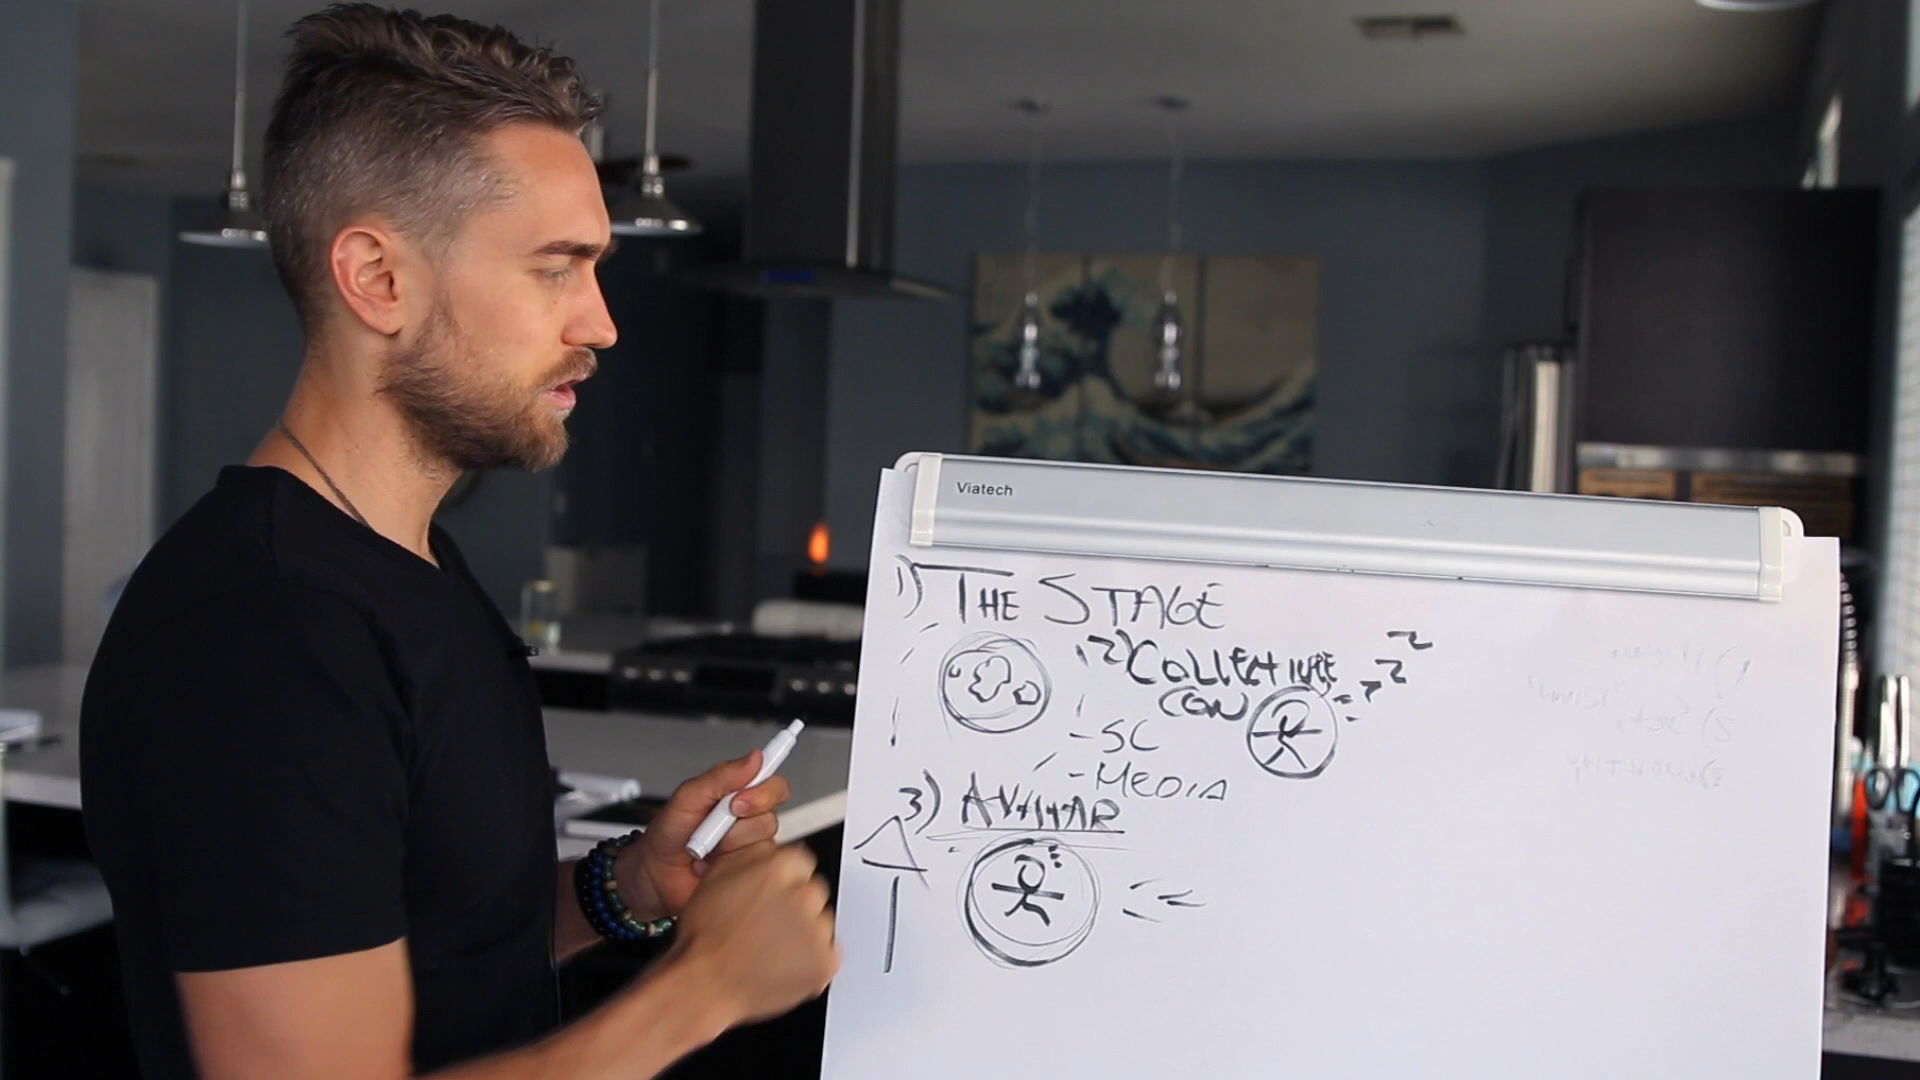 Viatech
1) THE STAGE
2) COLLECTIVE
CON
- SC
- MEDIA
3) AVATAR